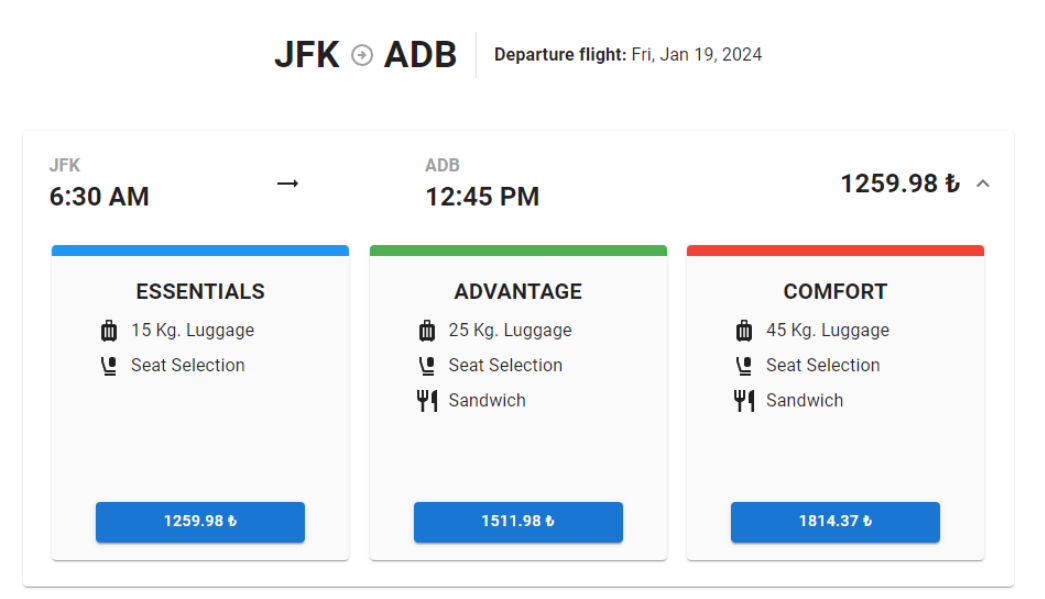 JFK ADB Departure flight: Fri, Jan 19, 2024
JFK ADB
6:30 AM → 12:45 PM 1259.98 ₺
ESSENTIALS ADVANTAGE COMFORT
15 Kg. Luggage 25 Kg. Luggage 45 Kg. Luggage
Seat Selection Seat Selection Seat Selection
Sandwich Sandwich
1259.98 ₺ 1511.98 ₺ 1814.37 ₺